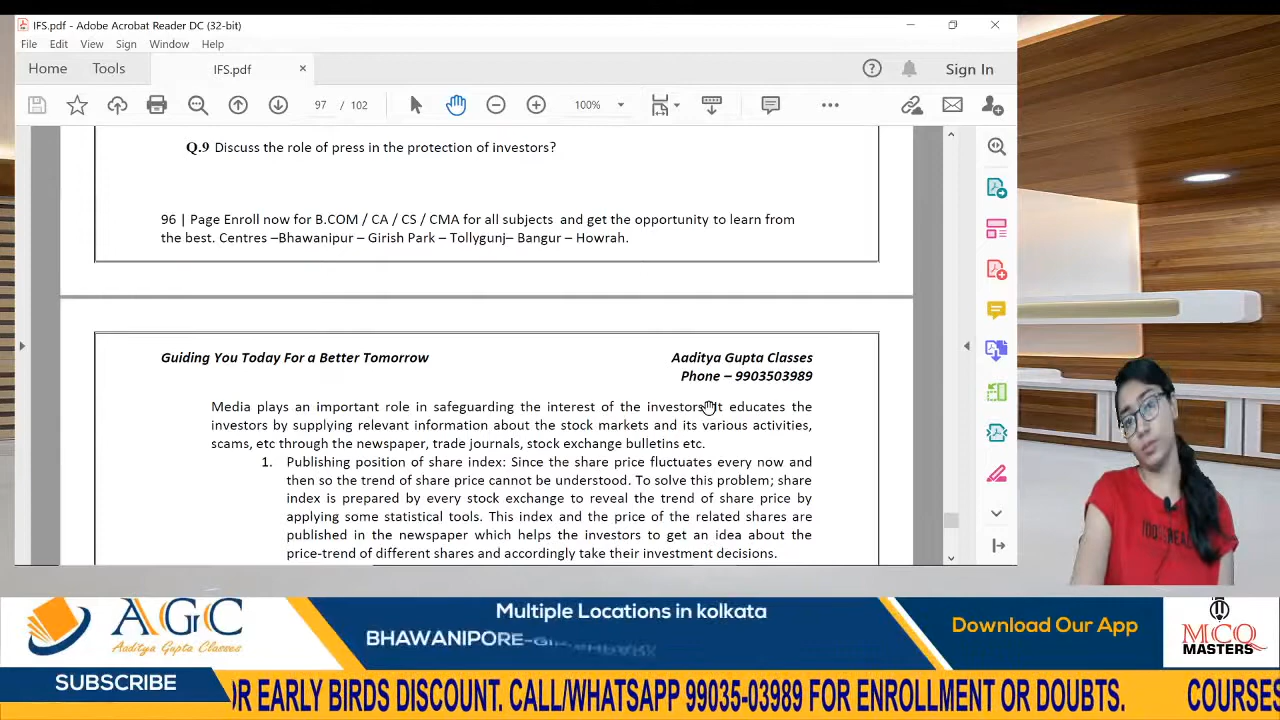 IFS.pdf - Adobe Acrobat Reader DC (32-bit)
File Edit View Sign Window Help
Home Tools IFS.pdf × Sign In
97 / 102 100%
Q.9 Discuss the role of press in the protection of investors?
96 | Page Enroll now for B.COM / CA / CS / CMA for all subjects and get the opportunity to learn from
the best. Centres –Bhawanipur – Girish Park – Tollygunj– Bangur – Howrah.
Guiding You Today For a Better Tomorrow Aaditya Gupta Classes
Phone – 9903503989
Media plays an important role in safeguarding the interest of the investors. It educates the
investors by supplying relevant information about the stock markets and its various activities,
scams, etc through the newspaper, trade journals, stock exchange bulletins etc.
1. Publishing position of share index: Since the share price fluctuates every now and
then so the trend of share price cannot be understood. To solve this problem; share
index is prepared by every stock exchange to reveal the trend of share price by
applying some statistical tools. This index and the price of the related shares are
published in the newspaper which helps the investors to get an idea about the
price-trend of different shares and accordingly take their investment decisions.
AGC
Aaditya Gupta Classes
SUBSCRIBE
Multiple Locations in kolkata
BHAWANIPORE-
Download Our App
MCQ
MASTERS
OR EARLY BIRDS DISCOUNT. CALL/WHATSAPP 99035-03989 FOR ENROLLMENT OR DOUBTS. COURSES